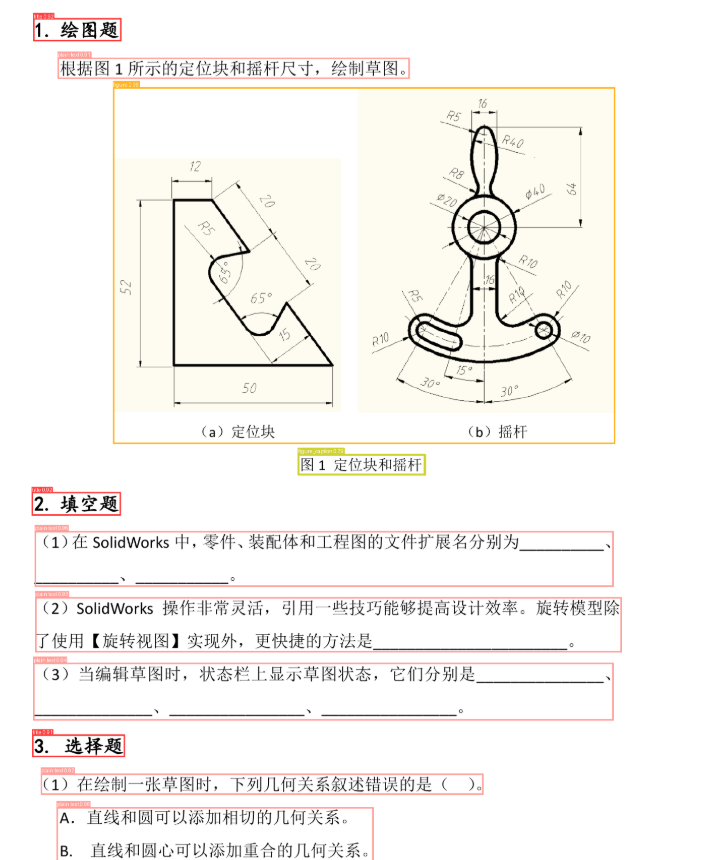 1. 绘图题
根据图 1 所示的定位块和摇杆尺寸，绘制草图。
12
20
R5
65°
20
52
65°
15
50
16
R5
R40
R8
64
φ20
φ40
R10
16
R5
R10
R10
R10
φ10
15°
30°
30°
（a）定位块
（b）摇杆
图 1 定位块和摇杆
2. 填空题
（1）在 SolidWorks 中，零件、装配体和工程图的文件扩展名分别为__________、
__________、__________。
（2）SolidWorks 操作非常灵活，引用一些技巧能够提高设计效率。旋转模型除
了使用【旋转视图】实现外，更快捷的方法是____________________。
（3）当编辑草图时，状态栏上显示草图状态，它们分别是____________、
____________、____________、____________。
3. 选择题
（1）在绘制一张草图时，下列几何关系叙述错误的是（ ）。
A. 直线和圆可以添加相切的几何关系。
B. 直线和圆心可以添加重合的几何关系。